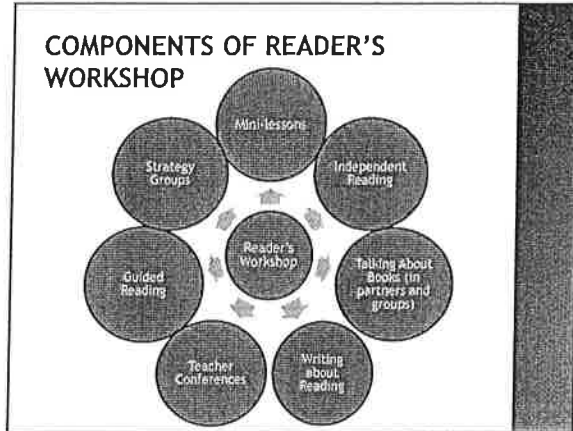 COMPONENTS OF READER'S
WORKSHOP
Mini-lessons
Independent
Reading
Talking About
Books (in
partners and
groups)
Writing
about
Reading
Teacher
Conferences
Guided
Reading
Strategy
Groups
Reader's
Workshop